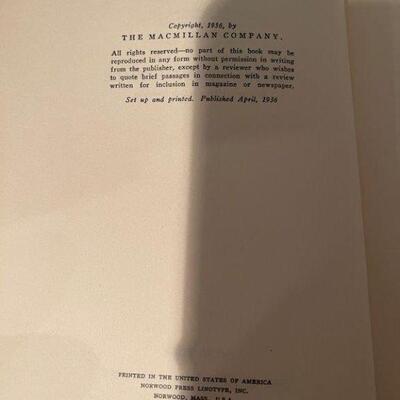 Copyright, 1936, by
THE MACMILLAN COMPANY.
All rights reserved—no part of this book may be
reproduced in any form without permission in writing
from the publisher, except by a reviewer who wishes
to quote brief passages in connection with a review
written for inclusion in magazine or newspaper.
Set up and printed. Published April, 1936
PRINTED IN THE UNITED STATES OF AMERICA
NORWOOD PRESS LINOTYPE, INC.
NORWOOD, MASS., U.S.A.